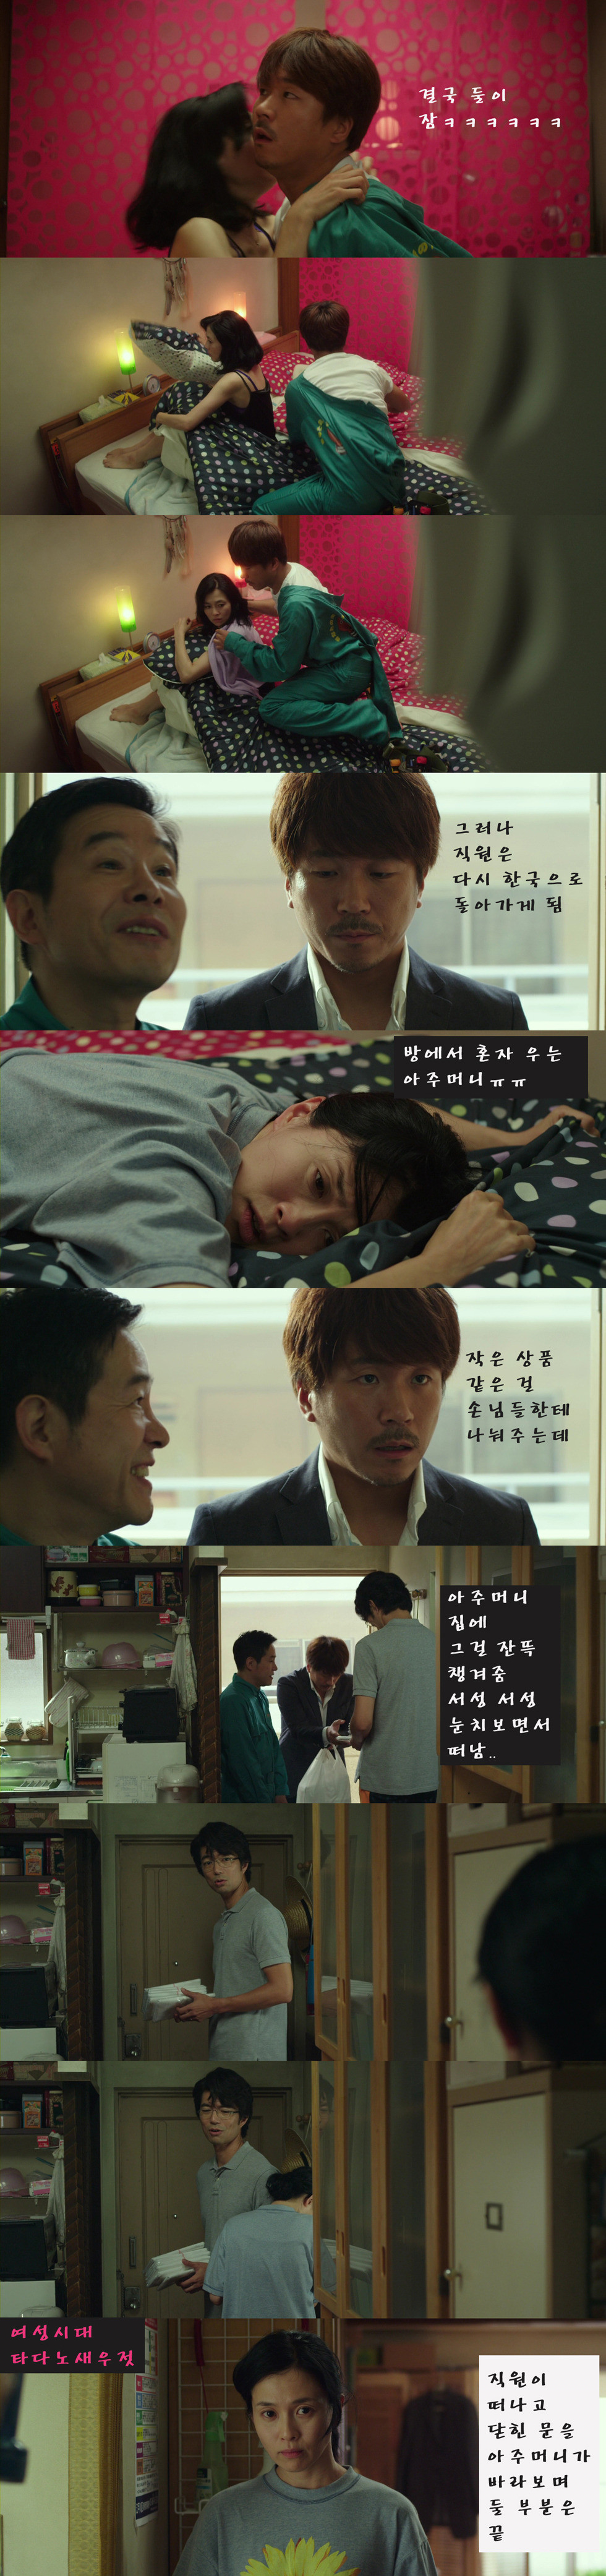 결국 둘이
잠ㅋㅋㅋㅋㅋㅋ
그러나
직원은
다시 한국으로
돌아가게 됨
방에서 혼자 우는
아주머니ㅠㅠ
작은 상품
같은 걸
손님들한테
나눠주는데
아주머니
집에
그걸 잔뜩
챙겨줌
서성 서성
눈치보면서
떠남..
여성시대
타다노새우젓
직원이
떠나고
닫힌 문을
아주머니가
바라보며
둘 부분은
끝